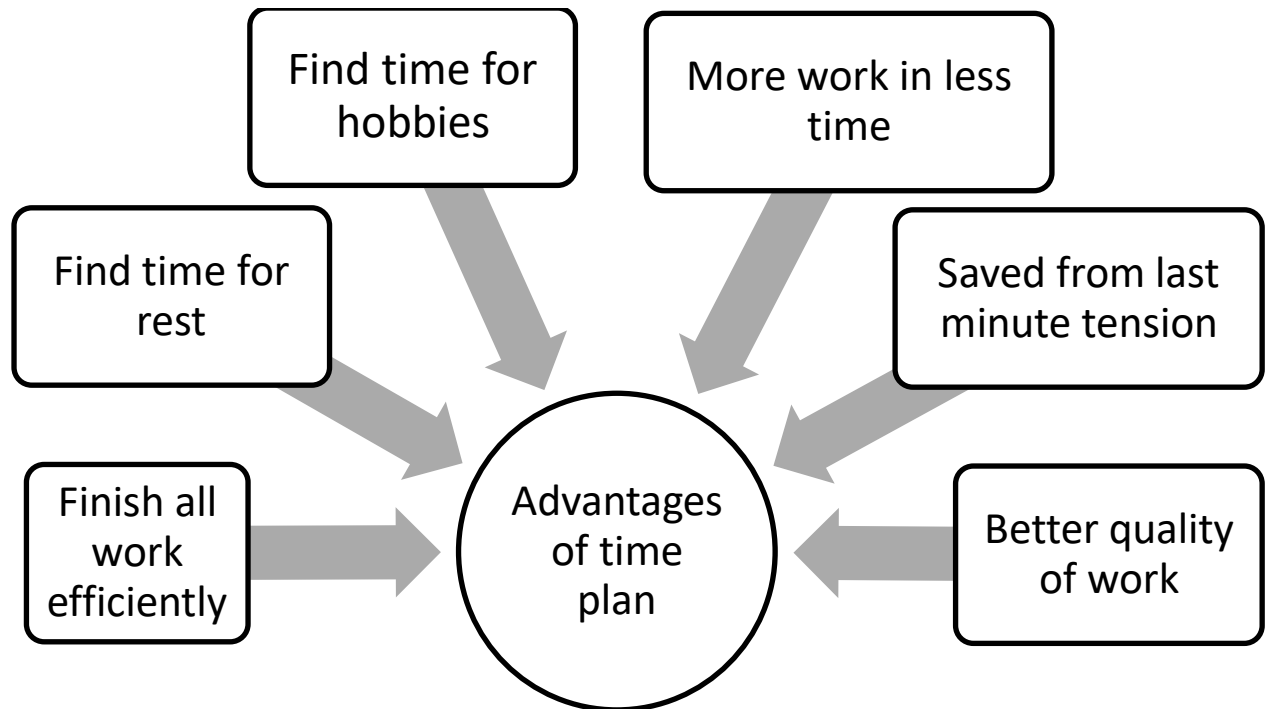 Find time for
hobbies
More work in less
time
Find time for
rest
Saved from last
minute tension
Finish all
work
efficiently
Advantages
of time
plan
Better quality
of work